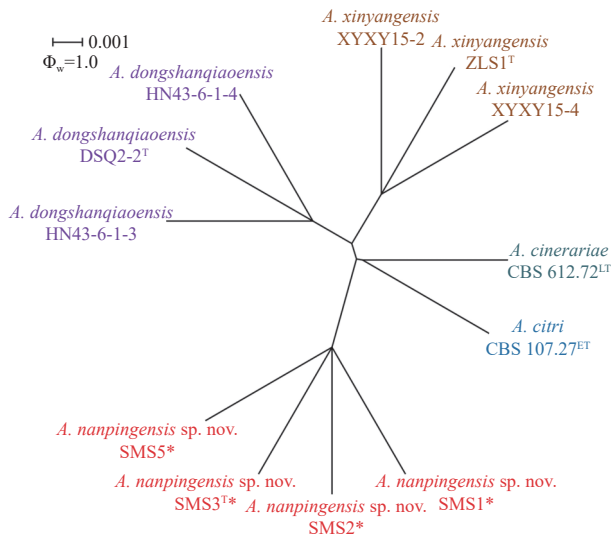 0.001
Φw=1.0
A. xinyangensis
XYXY15-2
A. xinyangensis
ZLS1ᵀ
A. xinyangensis
XYXY15-4
A. dongshanqiaoensis
HN43-6-1-4
A. dongshanqiaoensis
DSQ2-2ᵀ
A. dongshanqiaoensis
HN43-6-1-3
A. cinerariae
CBS 612.72ᴸᵀ
A. citri
CBS 107.27ᴱᵀ
A. nanpingensis sp. nov.
SMS5*
A. nanpingensis sp. nov.
SMS3ᵀ*
A. nanpingensis sp. nov.
SMS2*
A. nanpingensis sp. nov.
SMS1*